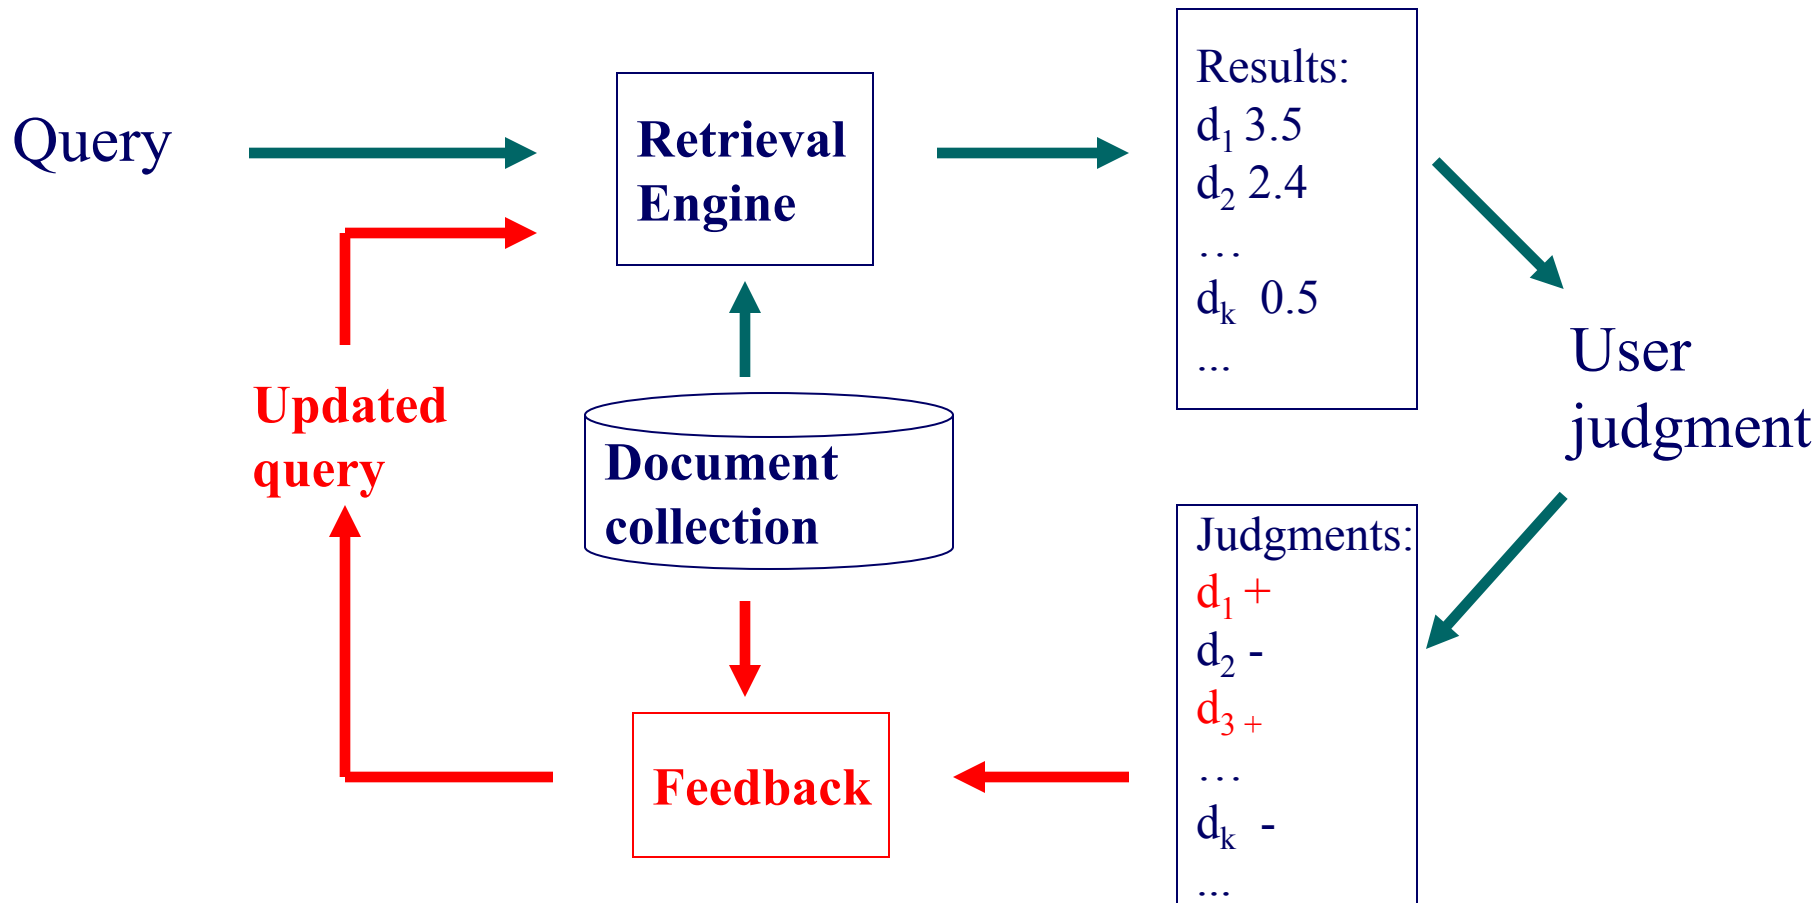 Query
Retrieval
Engine
Results:
d₁ 3.5
d₂ 2.4
…
dₖ 0.5
...
User
judgment
Updated
query
Document
collection
Judgments:
d₁ +
d₂ -
d₃ +
…
dₖ -
...
Feedback